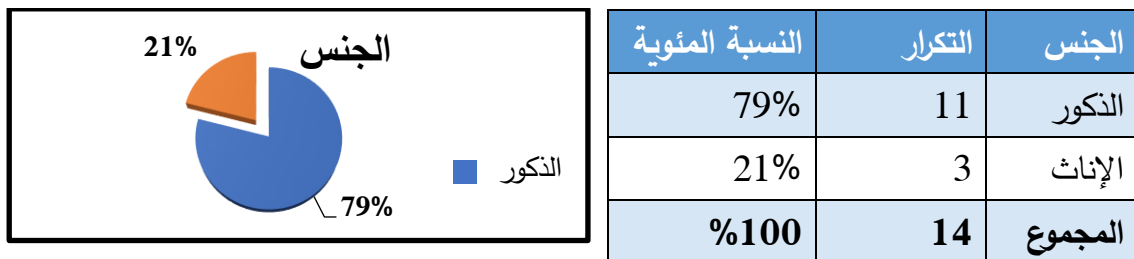 الجنس التكرار النسبة المئوية
الذكور 11 79%
الإناث 3 21%
المجموع 14 %100
الجنس
21%
الذكور
79%